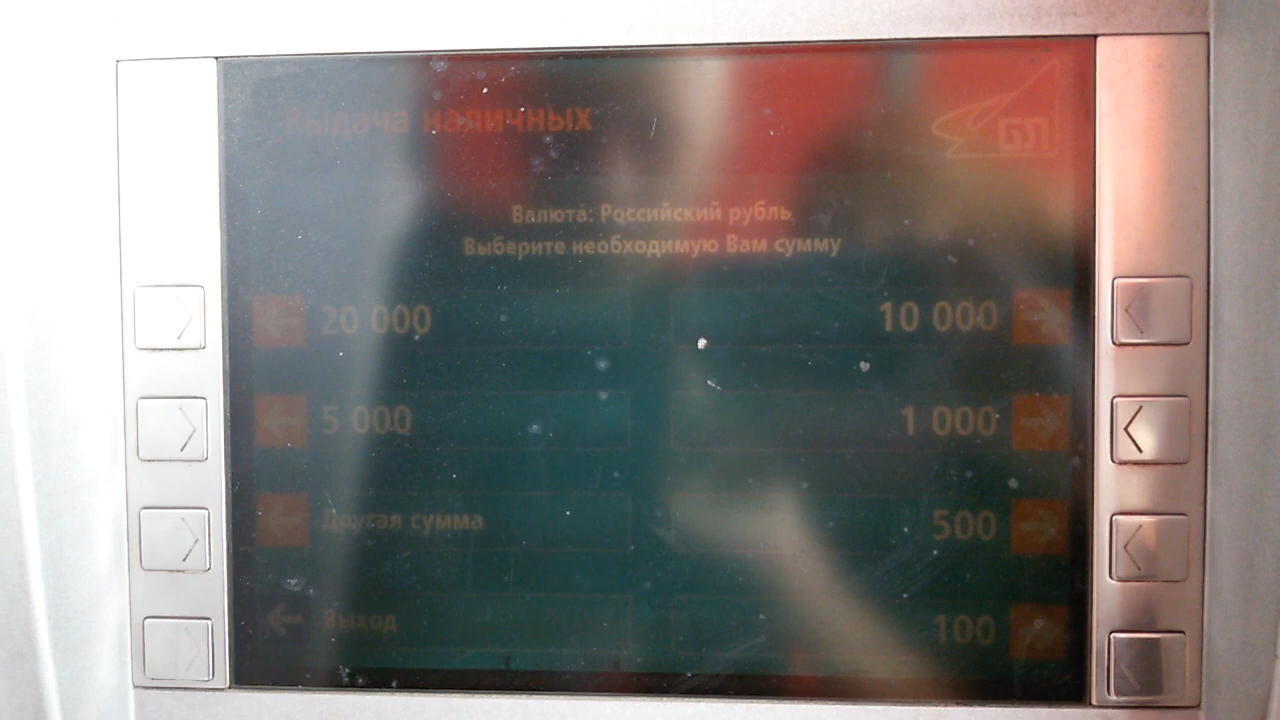 Выдача наличных
БЛ
Валюта: Российский рубль
Выберите необходимую Вам сумму
20 000
10 000
5 000
1 000
Другая сумма
500
Выход
100